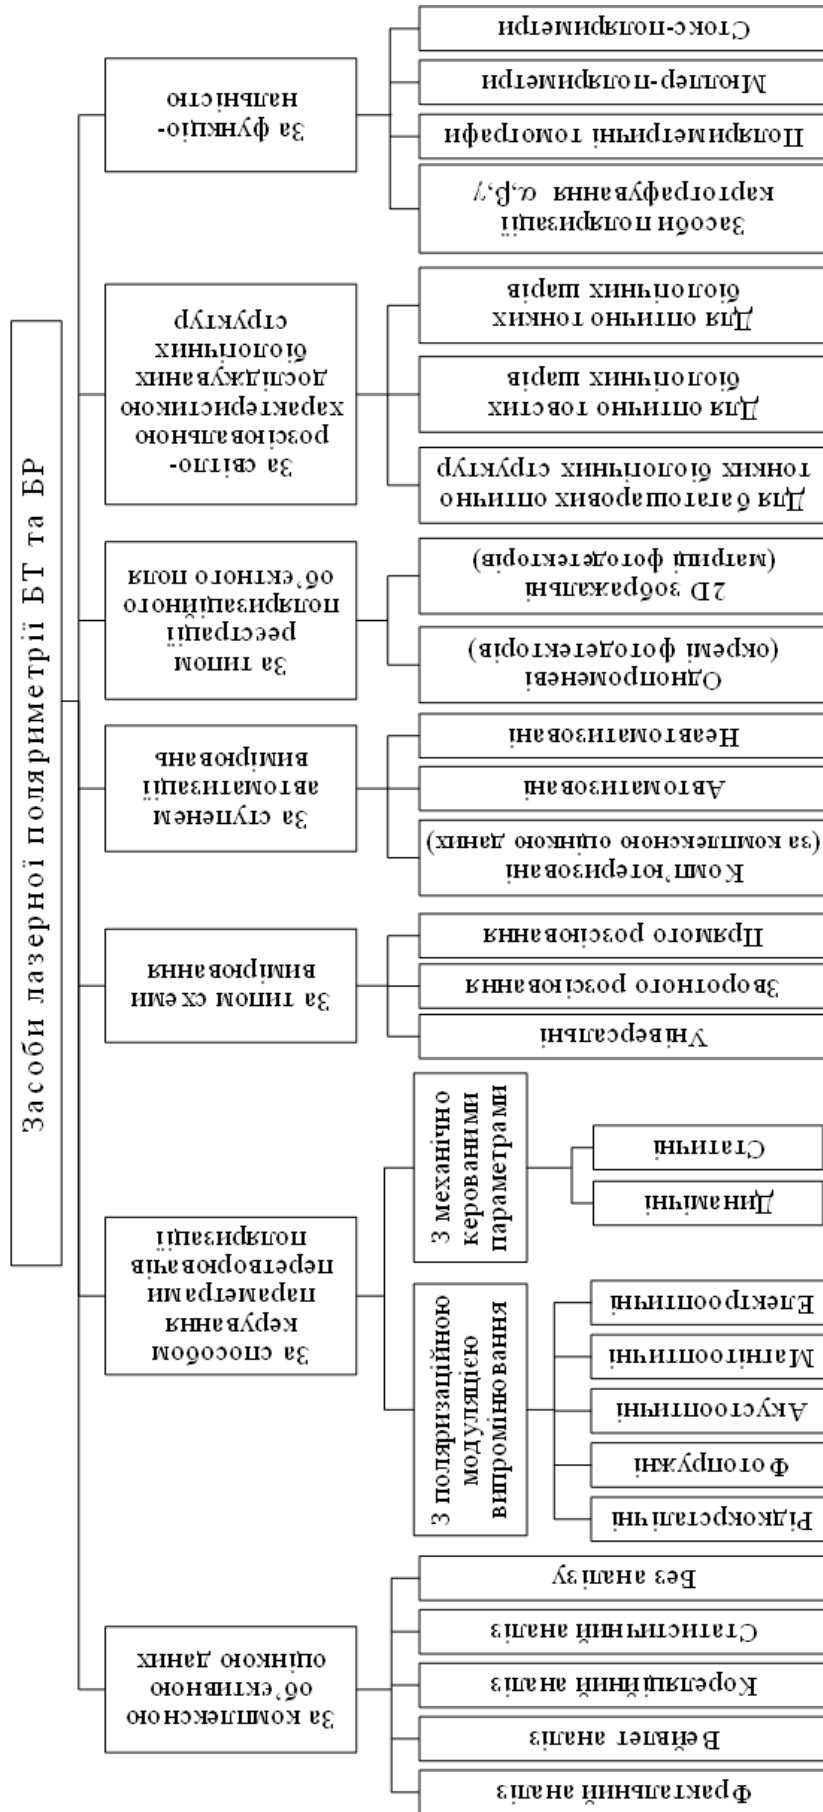 Засоби лазерної поляриметрії БТ та БР
За функціо-
нальністю
Стокс-поляриметри
Мюллер-поляриметри
Поляриметричні томографи
Засоби поляризації
картографування α,β,γ
За світло-
розсіювальною
характеристикою
досліджуваних
біологічних
структур
Для оптично тонких
біологічних шарів
Для оптично товстих
біологічних шарів
Для багатошарових оптично
тонких біологічних структур
За типом
реєстрації
поляризаційного
об’єктного поля
2D зображальні
(матриці фотодетекторів)
Однопроменеві
(окремі фотодетекторів)
За ступенем
автоматизації
вимірювань
Неавтоматизовані
Автоматизовані
Комп’ютеризовані
(за комплексною оцінкою даних)
За типом схеми
вимірювання
Прямого розсіювання
Зворотного розсіювання
Універсальні
За способом
керування
параметрами
перетворювачів
поляризації
З механічно
керованими
параметрами
Статичні
Динамічні
З поляризаційною
модуляцією
випромінювання
Електрооптичні
Магнітооптичні
Акустооптичні
Фотопружні
Рідкокрсталічні
За комплексною
об’єктивною
оцінкою даних
Без аналізу
Статистичний аналіз
Кореляційний аналіз
Вейвлет аналіз
Фрактальний аналіз